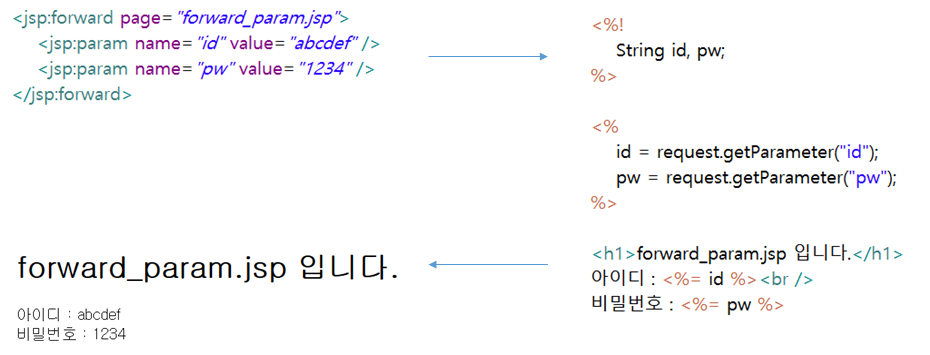 <jsp:forward page="forward_param.jsp">
<jsp:param name="id" value="abcdef" />
<jsp:param name="pw" value="1234" />
</jsp:forward>
<%!
String id, pw;
%>
<%
id = request.getParameter("id");
pw = request.getParameter("pw");
%>
<h1>forward_param.jsp 입니다.</h1>
아이디 : <%= id %><br />
비밀번호 : <%= pw %>
forward_param.jsp 입니다.
아이디 : abcdef
비밀번호 : 1234